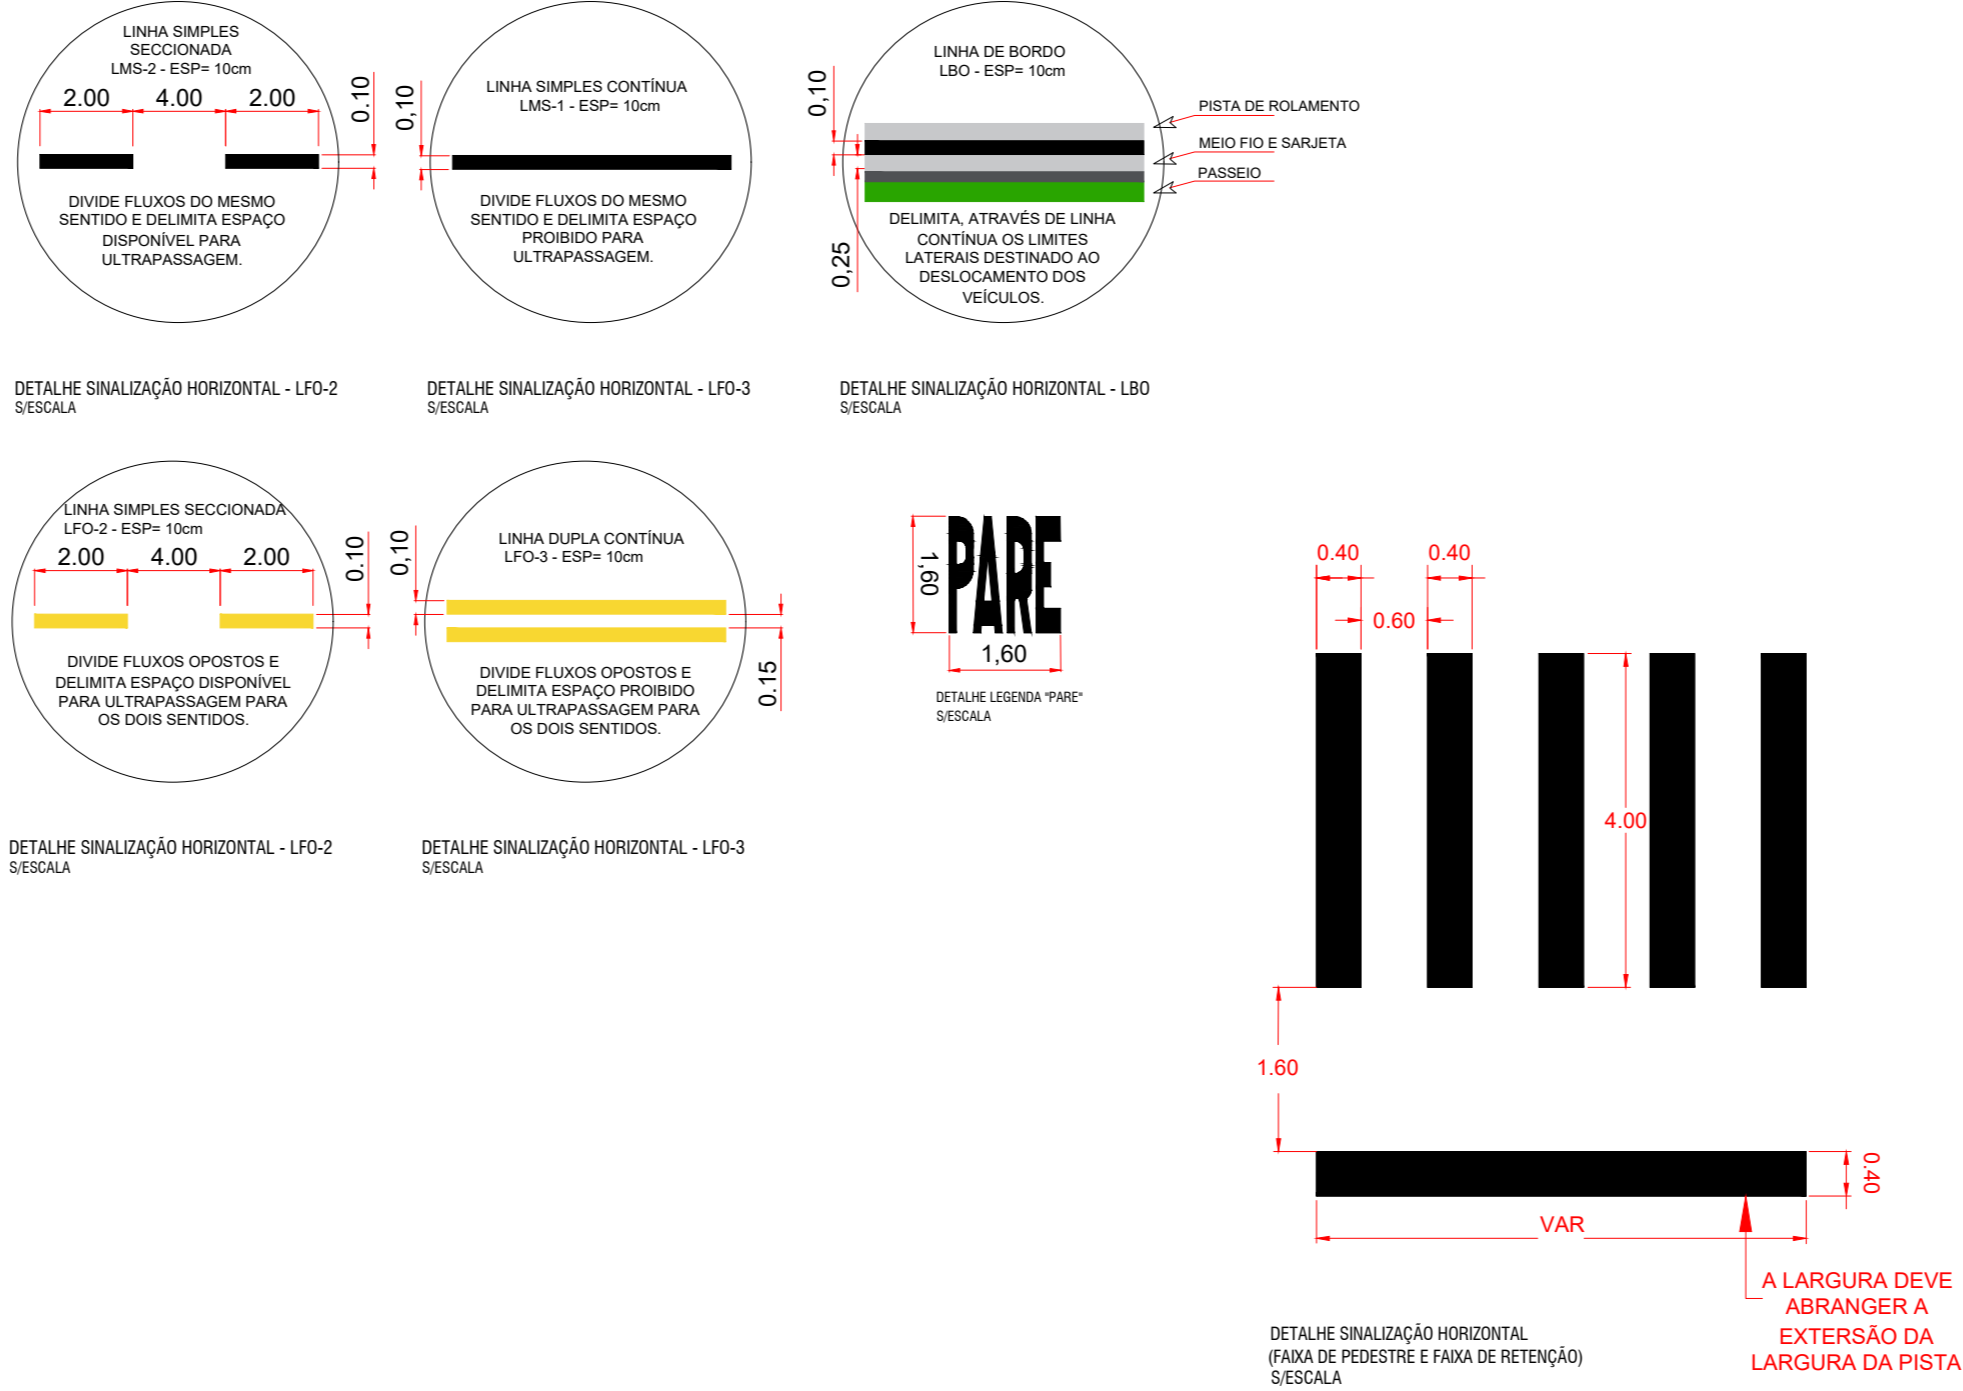 LINHA SIMPLES
SECCIONADA
LMS-2 - ESP= 10cm
2.00
4.00
2.00
0.10
DIVIDE FLUXOS DO MESMO
SENTIDO E DELIMITA ESPAÇO
DISPONÍVEL PARA
ULTRAPASSAGEM.
DETALHE SINALIZAÇÃO HORIZONTAL - LFO-2
S/ESCALA
0,10
LINHA SIMPLES CONTÍNUA
LMS-1 - ESP= 10cm
DIVIDE FLUXOS DO MESMO
SENTIDO E DELIMITA ESPAÇO
PROIBIDO PARA
ULTRAPASSAGEM.
DETALHE SINALIZAÇÃO HORIZONTAL - LFO-3
S/ESCALA
LINHA DE BORDO
LBO - ESP= 10cm
0,10
PISTA DE ROLAMENTO
MEIO FIO E SARJETA
PASSEIO
0,25
DELIMITA, ATRAVÉS DE LINHA
CONTÍNUA OS LIMITES
LATERAIS DESTINADO AO
DESLOCAMENTO DOS
VEÍCULOS.
DETALHE SINALIZAÇÃO HORIZONTAL - LBO
S/ESCALA
LINHA SIMPLES SECCIONADA
LFO-2 - ESP= 10cm
2.00
4.00
2.00
0.10
DIVIDE FLUXOS OPOSTOS E
DELIMITA ESPAÇO DISPONÍVEL
PARA ULTRAPASSAGEM PARA
OS DOIS SENTIDOS.
DETALHE SINALIZAÇÃO HORIZONTAL - LFO-2
S/ESCALA
0,10
LINHA DUPLA CONTÍNUA
LFO-3 - ESP= 10cm
0.15
DIVIDE FLUXOS OPOSTOS E
DELIMITA ESPAÇO PROIBIDO
PARA ULTRAPASSAGEM PARA
OS DOIS SENTIDOS.
DETALHE SINALIZAÇÃO HORIZONTAL - LFO-3
S/ESCALA
1,60
PARE
1,60
DETALHE LEGENDA "PARE"
S/ESCALA
0.40
0.40
0.60
4.00
1.60
0.40
VAR
A LARGURA DEVE
ABRANGER A
EXTERSÃO DA
LARGURA DA PISTA
DETALHE SINALIZAÇÃO HORIZONTAL
(FAIXA DE PEDESTRE E FAIXA DE RETENÇÃO)
S/ESCALA